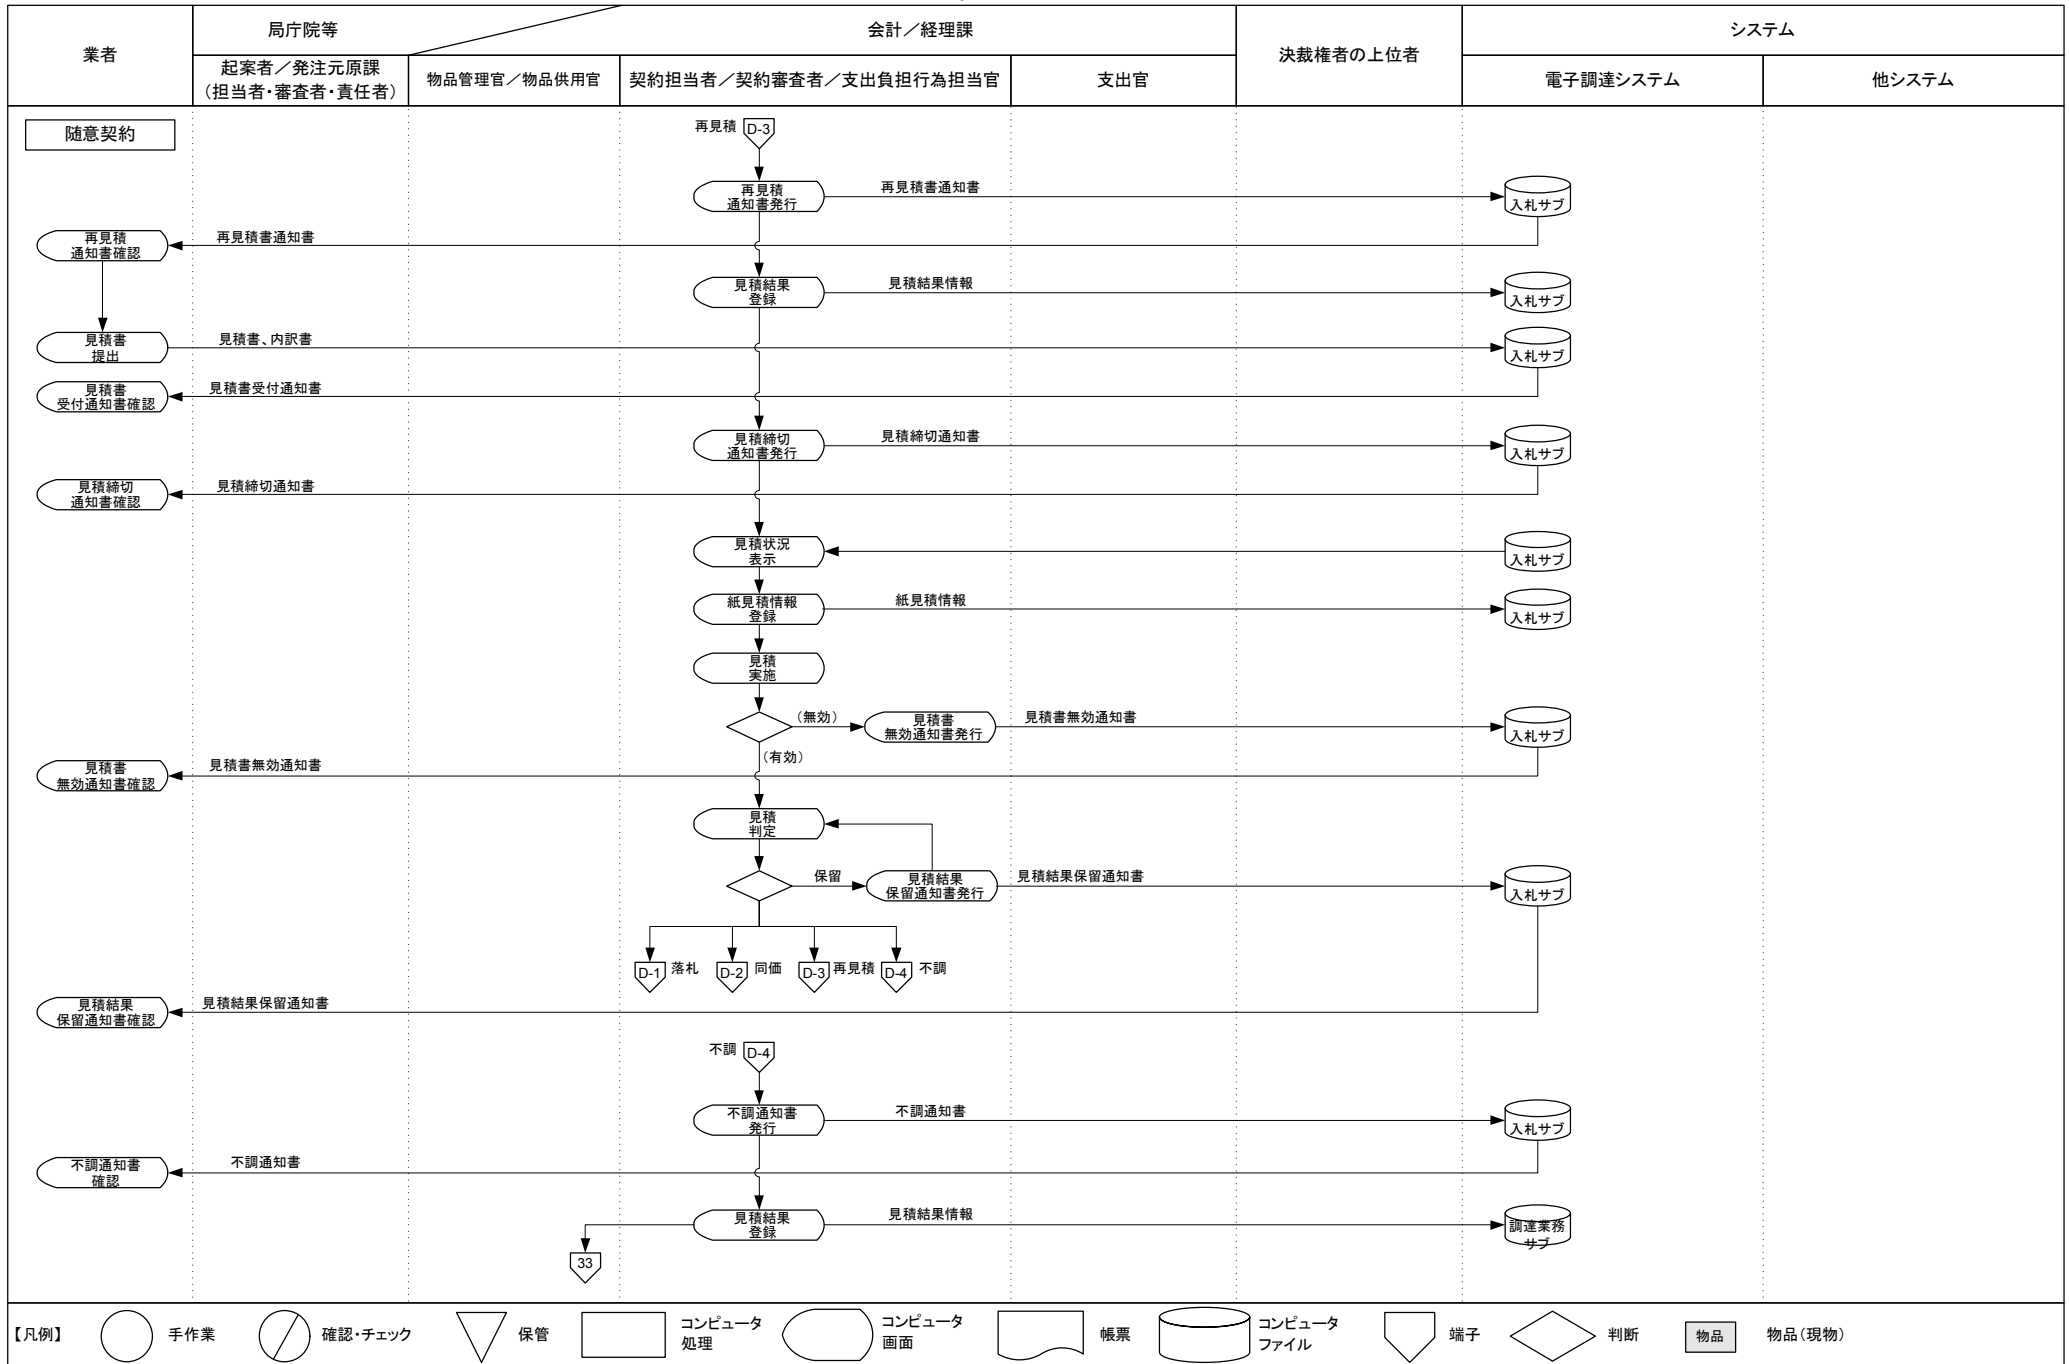 業者
局庁院等
会計／経理課
決裁権者の上位者
システム
起案者／発注元原課
（担当者・審査者・責任者）
物品管理官／物品供用官
契約担当者／契約審査者／支出負担行為担当官
支出官
電子調達システム
他システム
随意契約
再見積
D-3
再見積
通知書発行
再見積書通知書
入札サブ
再見積
通知書確認
再見積書通知書
見積結果
登録
見積結果情報
入札サブ
見積書
提出
見積書、内訳書
入札サブ
見積書
受付通知書確認
見積書受付通知書
見積締切
通知書発行
見積締切通知書
入札サブ
見積締切
通知書確認
見積締切通知書
見積状況
表示
入札サブ
紙見積情報
登録
紙見積情報
入札サブ
見積
実施
（無効）
見積書
無効通知書発行
見積書無効通知書
入札サブ
（有効）
見積書
無効通知書確認
見積書無効通知書
見積
判定
保留
見積結果
保留通知書発行
見積結果保留通知書
入札サブ
D-1
落札
D-2
同価
D-3
再見積
D-4
不調
見積結果
保留通知書確認
見積結果保留通知書
不調
D-4
不調通知書
発行
不調通知書
入札サブ
不調通知書
確認
不調通知書
見積結果
登録
見積結果情報
調達業務
サブ
33
【凡例】
手作業
確認・チェック
保管
コンピュータ
処理
コンピュータ
画面
帳票
コンピュータ
ファイル
端子
判断
物品
物品（現物）